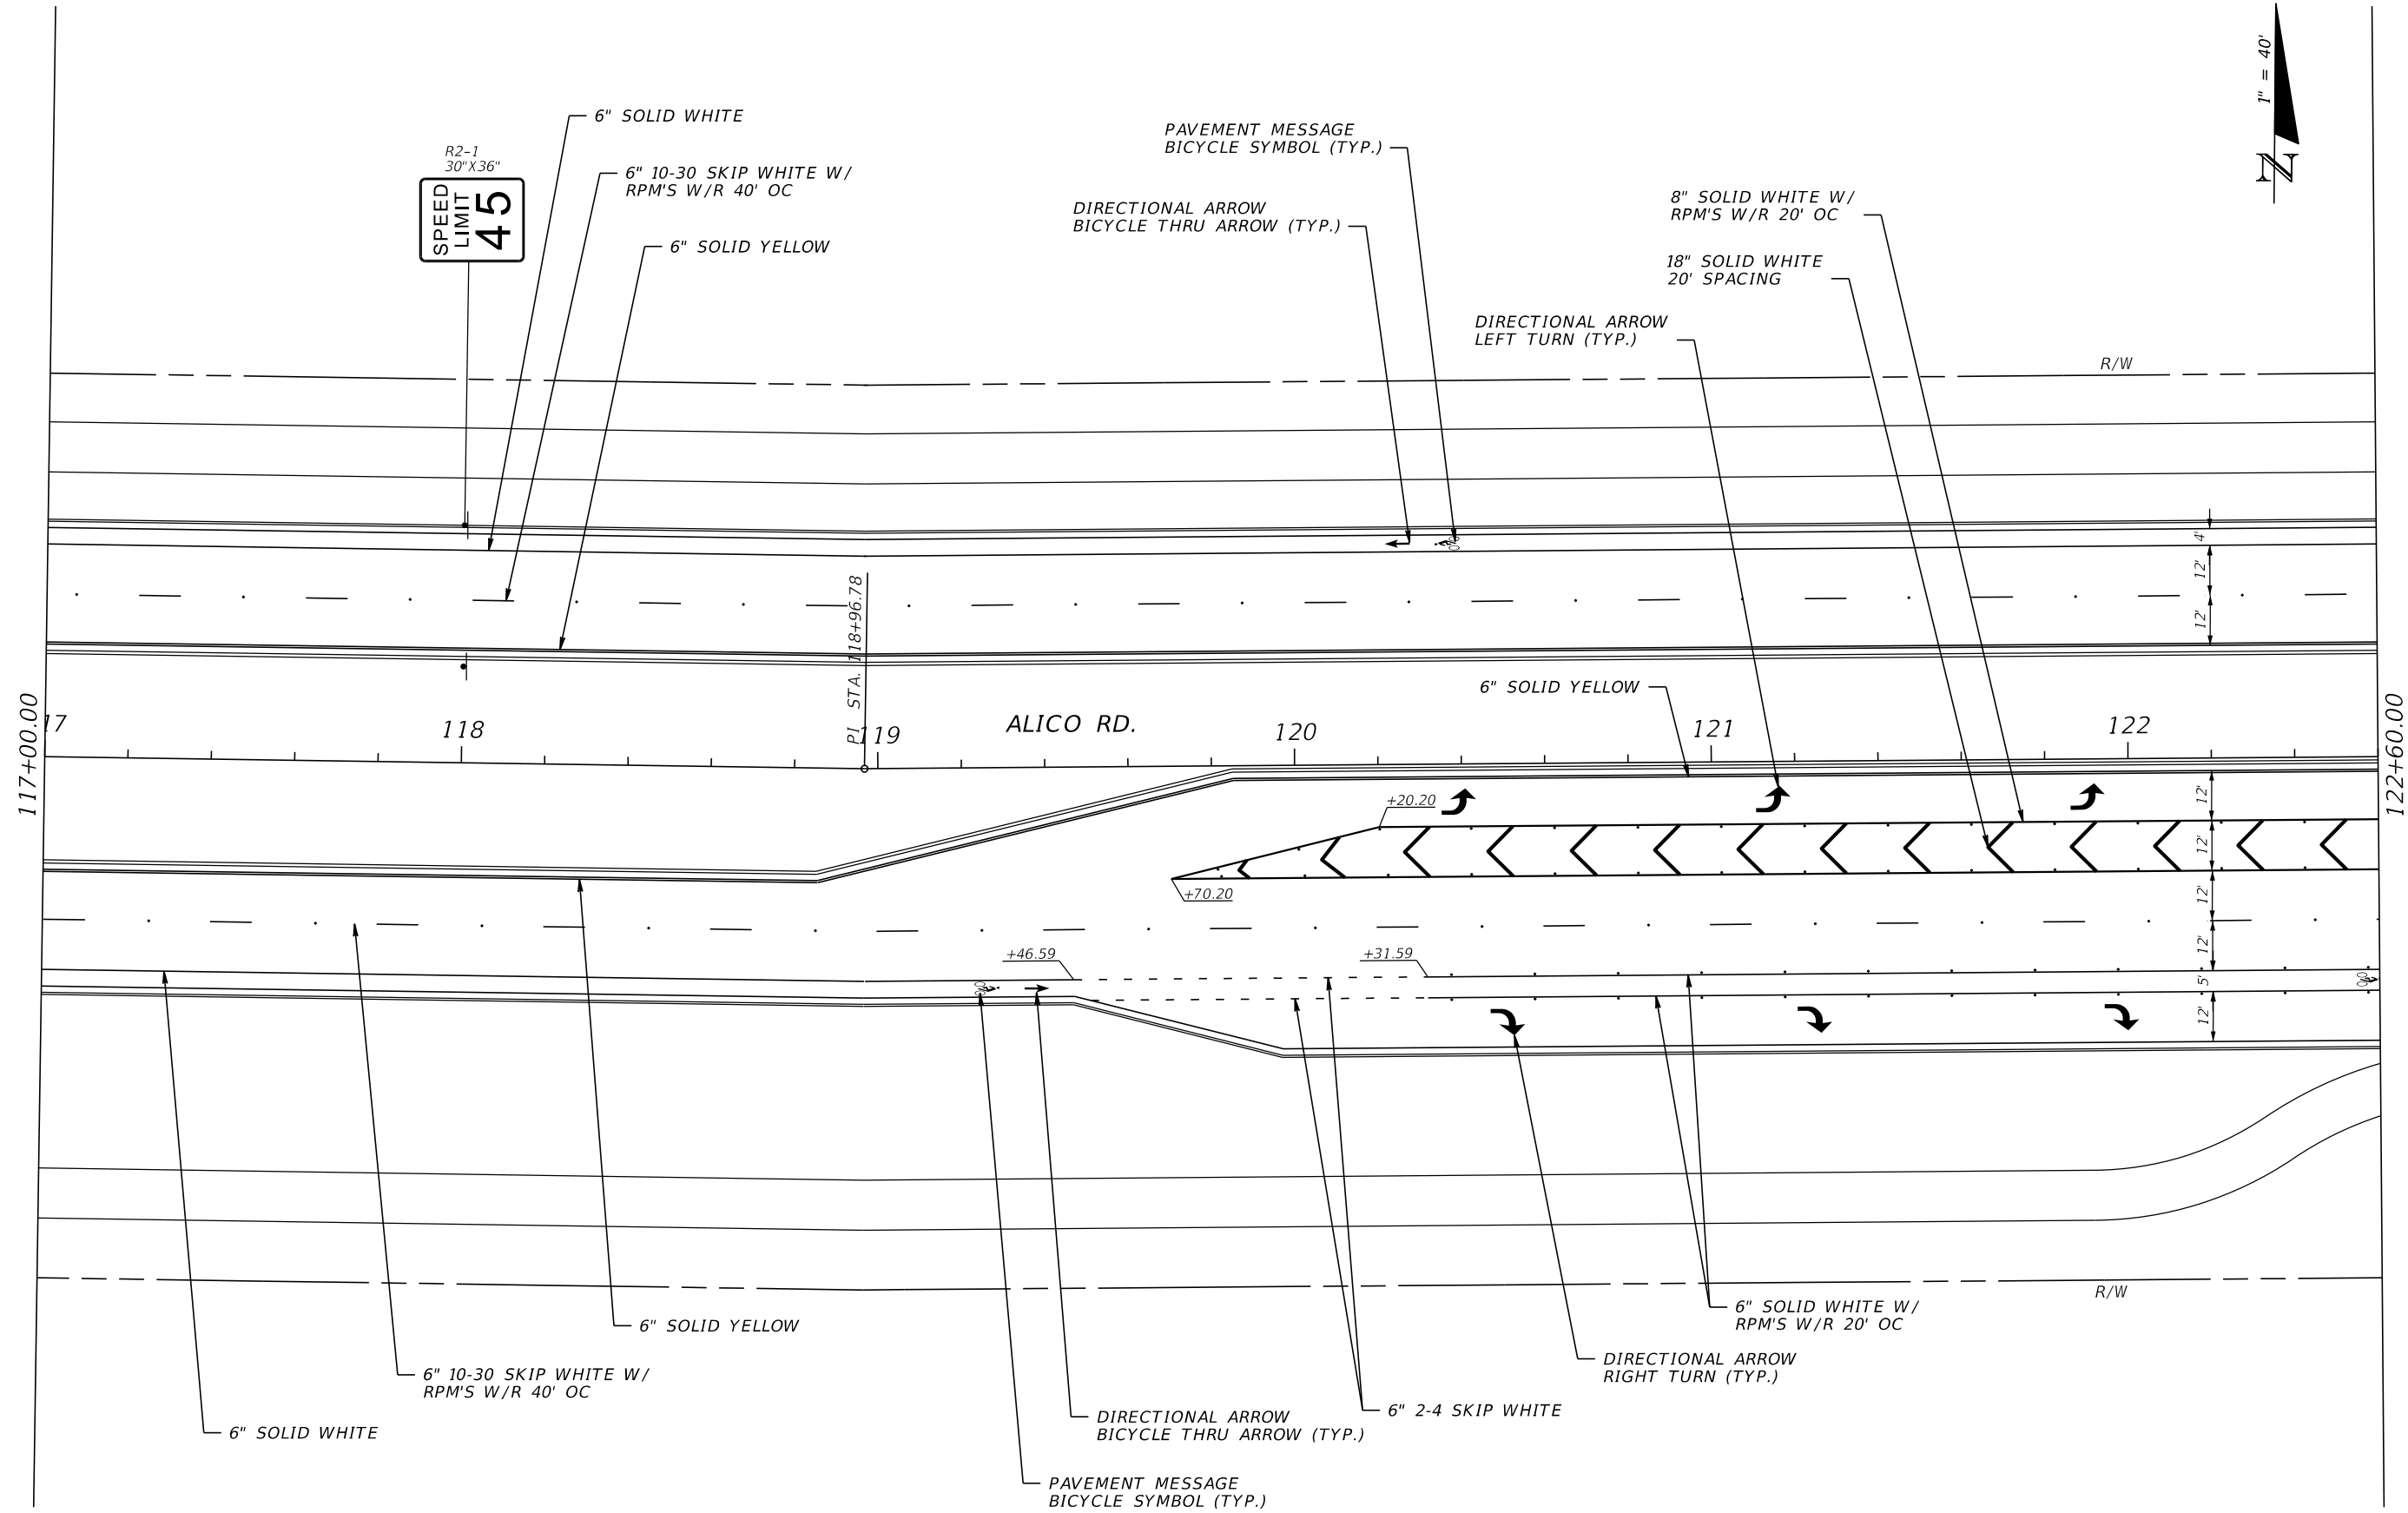 1" = 40'
N
6" SOLID WHITE
R2-1
30"X36"
SPEED
LIMIT
45
6" 10-30 SKIP WHITE W/
RPM'S W/R 40' OC
6" SOLID YELLOW
PAVEMENT MESSAGE
BICYCLE SYMBOL (TYP.)
DIRECTIONAL ARROW
BICYCLE THRU ARROW (TYP.)
8" SOLID WHITE W/
RPM'S W/R 20' OC
18" SOLID WHITE
20' SPACING
DIRECTIONAL ARROW
LEFT TURN (TYP.)
R/W
4'
12'
12'
PI STA. 118+96.78
6" SOLID YELLOW
117+00.00
17
118
119
ALICO RD.
120
121
122
122+60.00
+20.20
12'
12'
+70.20
12'
+46.59
+31.59
12'
5'
12'
R/W
6" SOLID WHITE W/
RPM'S W/R 20' OC
6" SOLID YELLOW
DIRECTIONAL ARROW
RIGHT TURN (TYP.)
6" 10-30 SKIP WHITE W/
RPM'S W/R 40' OC
6" 2-4 SKIP WHITE
DIRECTIONAL ARROW
BICYCLE THRU ARROW (TYP.)
6" SOLID WHITE
PAVEMENT MESSAGE
BICYCLE SYMBOL (TYP.)